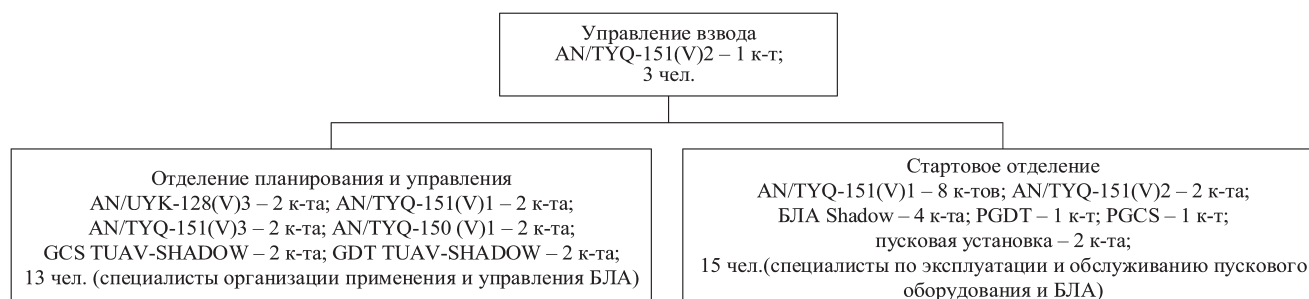 Управление взвода
AN/TYQ-151(V)2 – 1 к-т;
3 чел.
Отделение планирования и управления
AN/UYK-128(V)3 – 2 к-та; AN/TYQ-151(V)1 – 2 к-та;
AN/TYQ-151(V)3 – 2 к-та; AN/TYQ-150 (V)1 – 2 к-та;
GCS TUAV-SHADOW – 2 к-та; GDT TUAV-SHADOW – 2 к-та;
13 чел. (специалисты организации применения и управления БЛА)
Стартовое отделение
AN/TYQ-151(V)1 – 8 к-тов; AN/TYQ-151(V)2 – 2 к-та;
БЛА Shadow – 4 к-та; PGDT – 1 к-т; PGCS – 1 к-т;
пусковая установка – 2 к-та;
15 чел.(специалисты по эксплуатации и обслуживанию пускового
оборудования и БЛА)